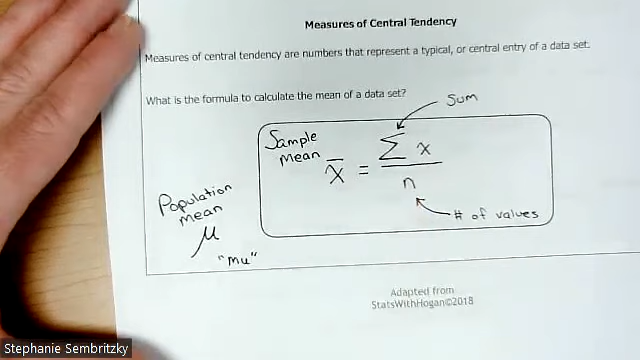 Measures of Central Tendency
Measures of central tendency are numbers that represent a typical, or central entry of a data set.
What is the formula to calculate the mean of a data set?
Sum
Sample
mean
x̄ = Σx / n
# of values
Population
mean
μ
"mu"
Adapted from
StatsWithHogan©2018
Stephanie Sembritzky